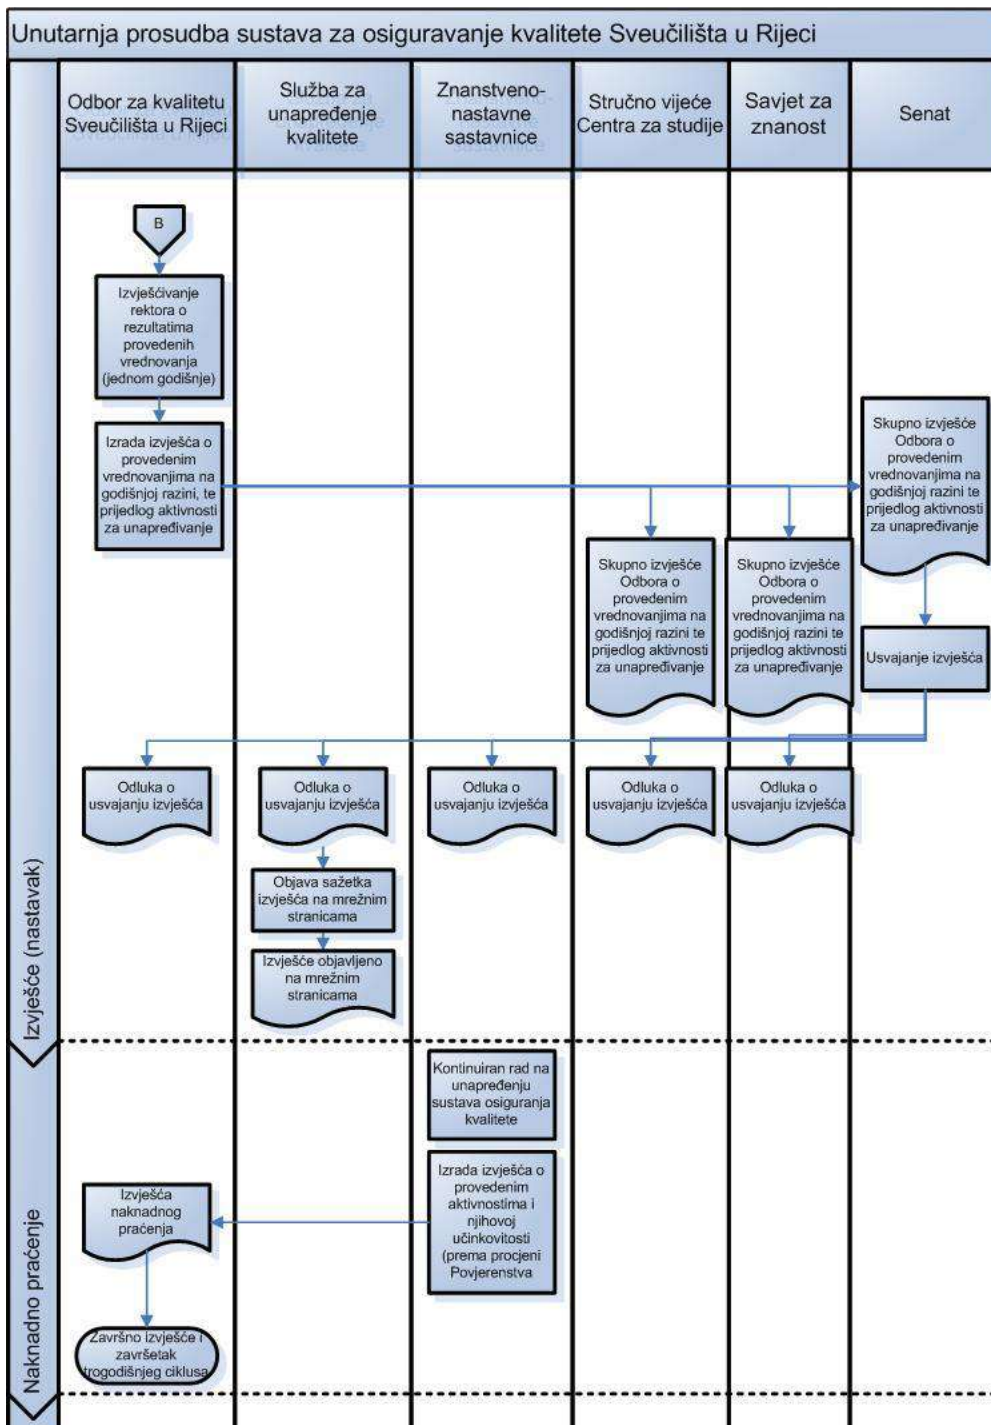 Unutarnja prosudba sustava za osiguravanje kvalitete Sveučilišta u Rijeci
Odbor za kvalitetu
Sveučilišta u Rijeci
Služba za
unapređenje
kvalitete
Znanstveno-
nastavne
sastavnice
Stručno vijeće
Centra za studije
Savjet za
znanost
Senat
Izvješće (nastavak)
B
Izvješćivanje
rektora o
rezultatima
provedenih
vrednovanja
(jednom godišnje)
Izrada izvješća o
provedenim
vrednovanjima na
godišnjoj razini, te
prijedlog aktivnosti
za unapređivanje
Skupno izvješće
Odbora o
provedenim
vrednovanjima na
godišnjoj razini te
prijedlog aktivnosti
za unapređivanje
Skupno izvješće
Odbora o
provedenim
vrednovanjima na
godišnjoj razini te
prijedlog aktivnosti
za unapređivanje
Skupno izvješće
Odbora o
provedenim
vrednovanjima na
godišnjoj razini te
prijedlog aktivnosti
za unapređivanje
Usvajanje izvješća
Odluka o
usvajanju izvješća
Odluka o
usvajanju izvješća
Odluka o
usvajanju izvješća
Odluka o
usvajanju izvješća
Odluka o
usvajanju izvješća
Objava sažetka
izvješća na mrežnim
stranicama
Izvješće objavljeno
na mrežnim
stranicama
Naknadno praćenje
Kontinuiran rad na
unapređenju
sustava osiguranja
kvalitete
Izrada izvješća o
provedenim
aktivnostima i
njihovoj
učinkovitosti
(prema procjeni
Povjerenstva
Izvješća
naknadnog
praćenja
Završno izvješće i
završetak
trogodišnjeg ciklusa